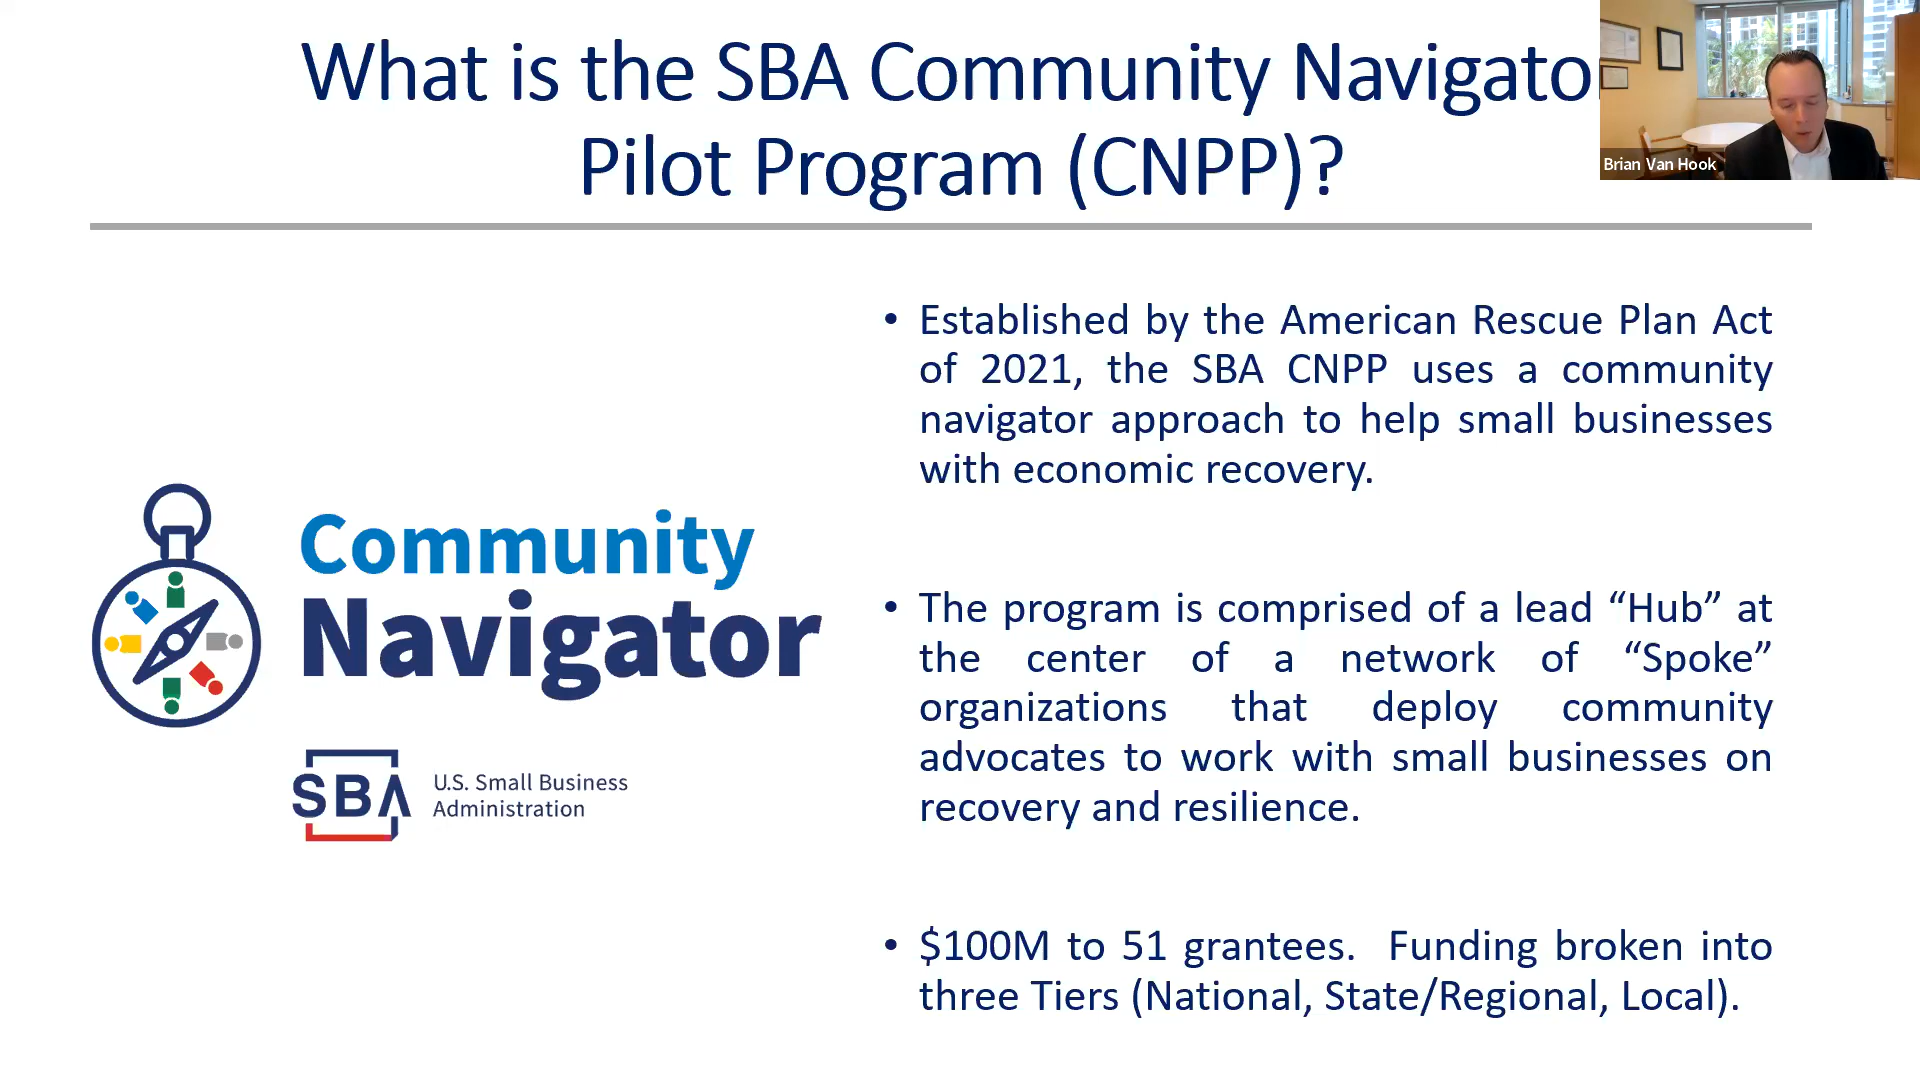 What is the SBA Community Navigato
Pilot Program (CNPP)?
Brian Van Hook
• Established by the American Rescue Plan Act
of 2021, the SBA CNPP uses a community
navigator approach to help small businesses
with economic recovery.
Community
Navigator
SBA
U.S. Small Business
Administration
• The program is comprised of a lead “Hub” at
the center of a network of “Spoke”
organizations that deploy community
advocates to work with small businesses on
recovery and resilience.
• $100M to 51 grantees. Funding broken into
three Tiers (National, State/Regional, Local).